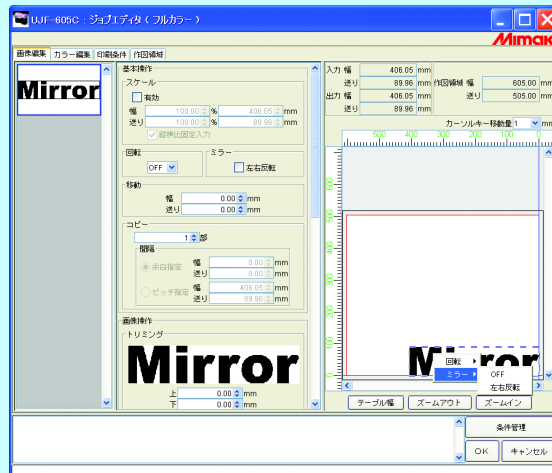 UJF-605C : ジョブエディタ ( フルカラー )
Mimaki
画像編集 カラー編集 印刷条件 作図領域
Mirror
基本操作
スケール
有効
幅 100.00 % 406.05 mm
送り 100.00 % 89.96 mm
縦横比固定入力
回転 ミラー
OFF 左右反転
移動
幅 0.00 mm
送り 0.00 mm
コピー
1 部
間隔
余白指定 幅 0.00 mm
送り 0.00 mm
ピッチ指定 幅 406.05 mm
送り 89.96 mm
画像操作
トリミング
Mirror
上 0.00 mm
下 0.00 mm
入力 幅 406.05 mm 作図領域 幅 605.00 mm
送り 89.96 mm 送り 505.00 mm
出力 幅 406.05 mm
送り 89.96 mm
カーソルキー移動量 1 mm
500 400 300 200 100 0
500
400
300
200
100
0
Mirror
回転
ミラー OFF
左右反転
テーブル幅 ズームアウト ズームイン
条件管理
OK キャンセル